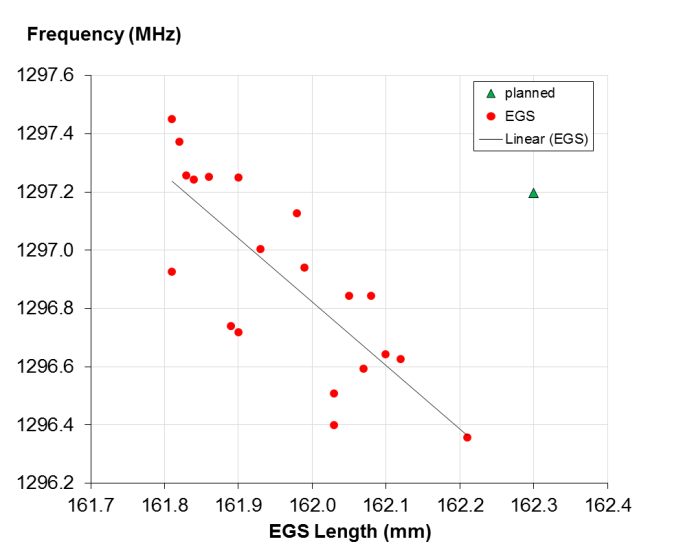 Frequency (MHz)
1297.6
planned
EGS
Linear (EGS)
1297.4
1297.2
1297.0
1296.8
1296.6
1296.4
1296.2
161.7 161.8 161.9 162.0 162.1 162.2 162.3 162.4
EGS Length (mm)